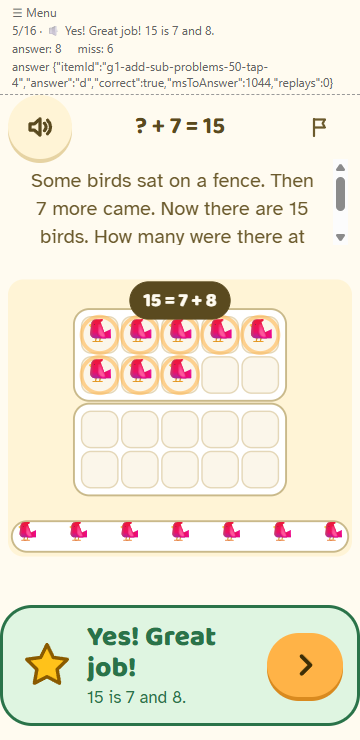 ☰ Menu
5/16 · 🔊 Yes! Great job! 15 is 7 and 8.
answer: 8 miss: 6
answer {"itemId":"g1-add-sub-problems-50-tap-
4","answer":"d","correct":true,"msToAnswer":1044,"replays":0}
? + 7 = 15
Some birds sat on a fence. Then
7 more came. Now there are 15
birds. How many were there at
15 = 7 + 8
Yes! Great
job!
15 is 7 and 8.